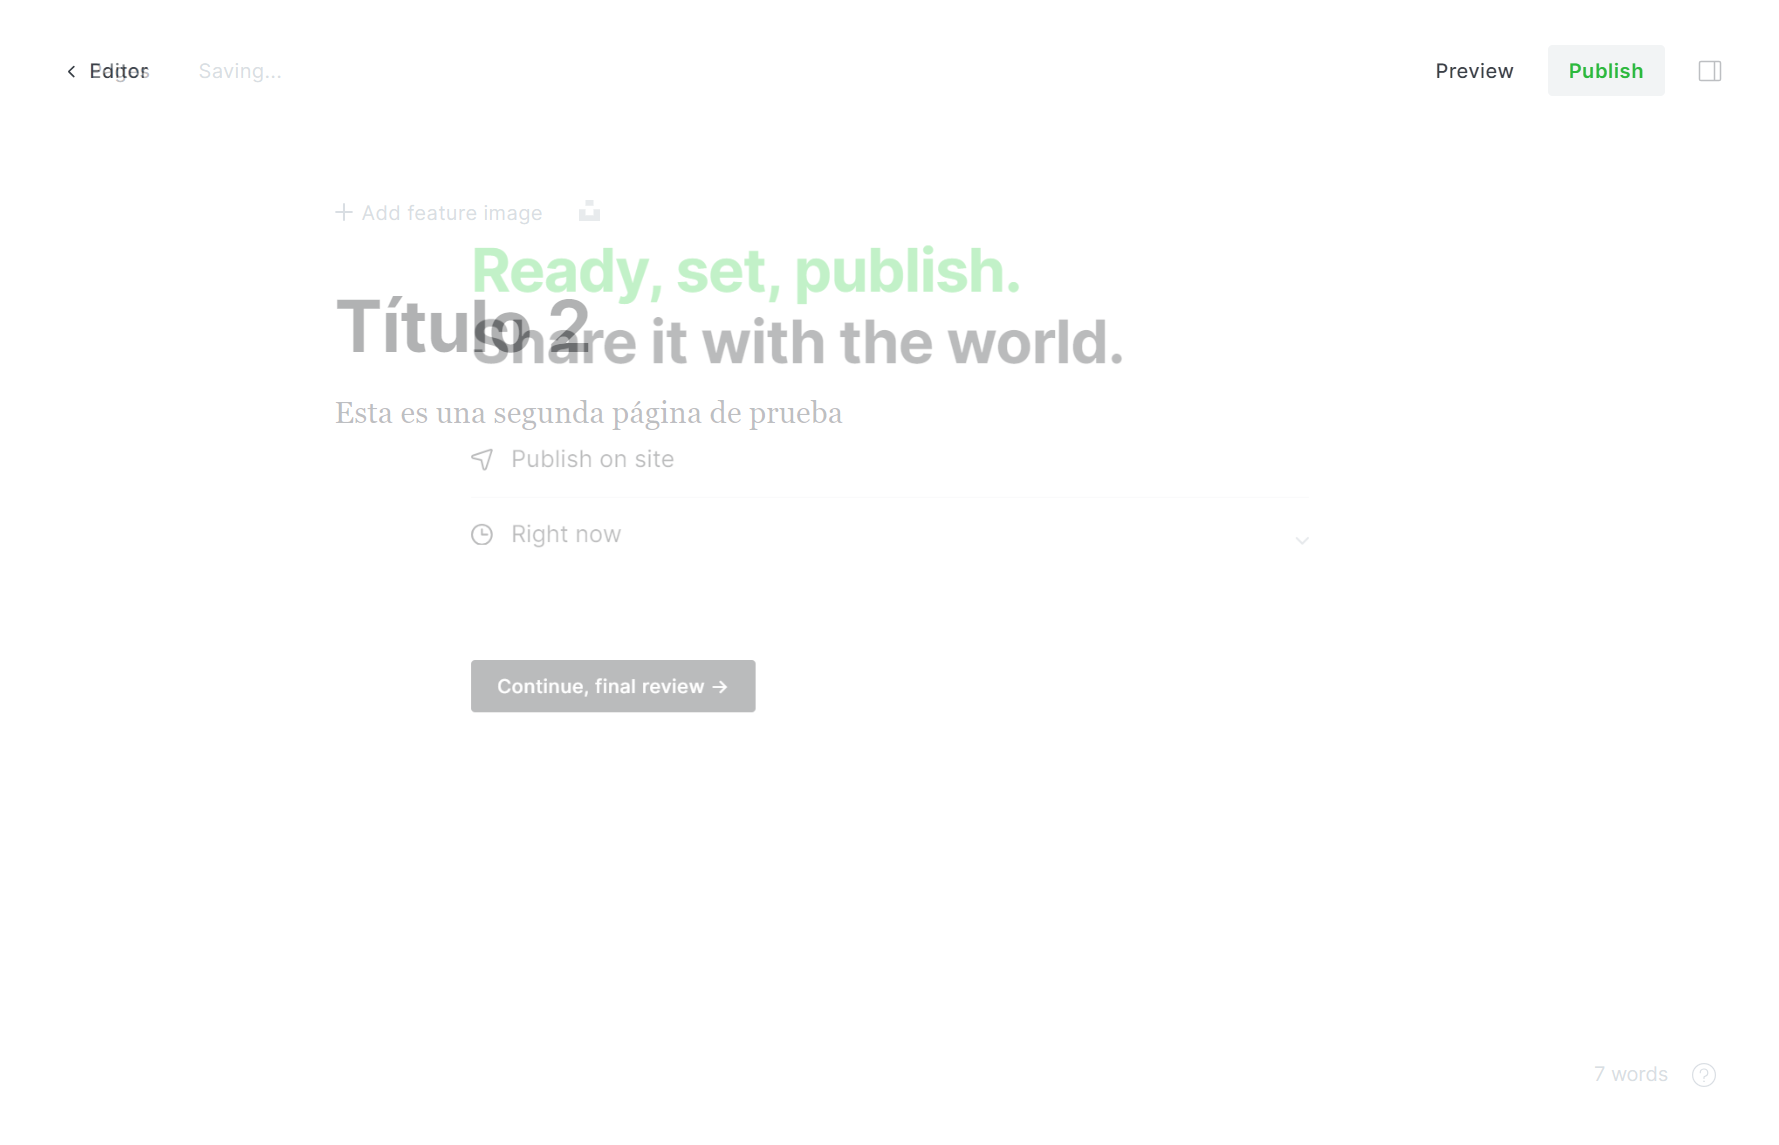 Editor
Pages
Saving...
Preview
Publish
Add feature image
Ready, set, publish.
Título 2
Share it with the world.
Esta es una segunda página de prueba
Publish on site
Right now
Continue, final review →
7 words
?